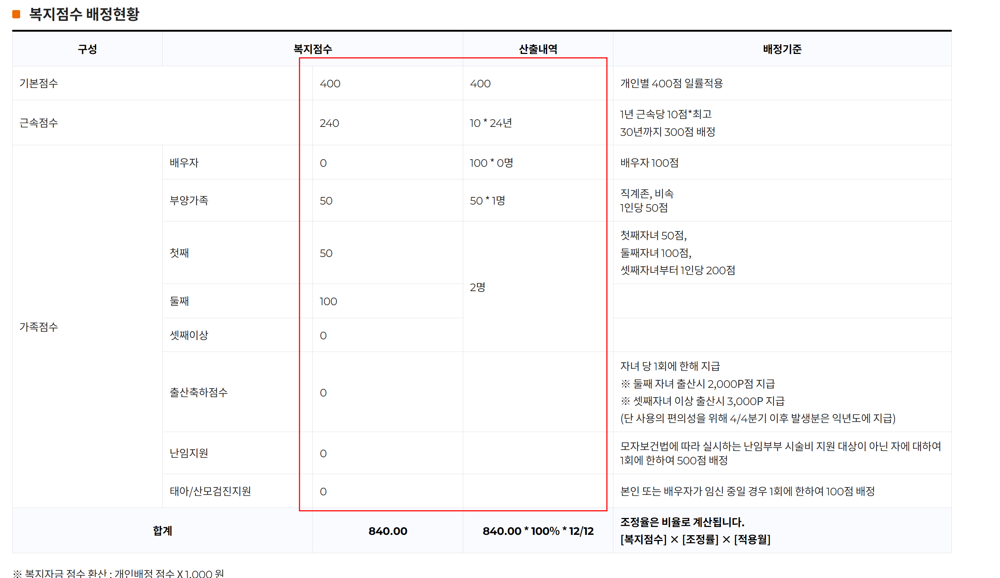 복지점수 배정현황
구성 복지점수 산출내역 배정기준
기본점수 400 400 개인별 400점 일률적용
근속점수 240 10 * 24년 1년 근속당 10점*최고
30년까지 300점 배정
가족점수
배우자 0 100 * 0명 배우자 100점
부양가족 50 50 * 1명 직계존, 비속
1인당 50점
첫째 50 2명 첫째자녀 50점,
둘째자녀 100점,
셋째자녀부터 1인당 200점
둘째 100
셋째이상 0
출산축하점수 0 자녀 당 1회에 한해 지급
※ 둘째 자녀 출산시 2,000P점 지급
※ 셋째자녀 이상 출산시 3,000P 지급
(단 사용의 편의성을 위해 4/4분기 이후 발생분은 익년도에 지급)
난임지원 0 모자보건법에 따라 실시하는 난임부부 시술비 지원 대상이 아닌 자에 대하여
1회에 한하여 500점 배정
태아/산모검진지원 0 본인 또는 배우자가 임신 중일 경우 1회에 한하여 100점 배정
합계 840.00 840.00 * 100% * 12/12 조정율은 비율로 계산됩니다.
[복지점수] × [조정률] × [적용월]
※ 복지자금 점수 환산 : 개인배정 점수 X 1,000 원